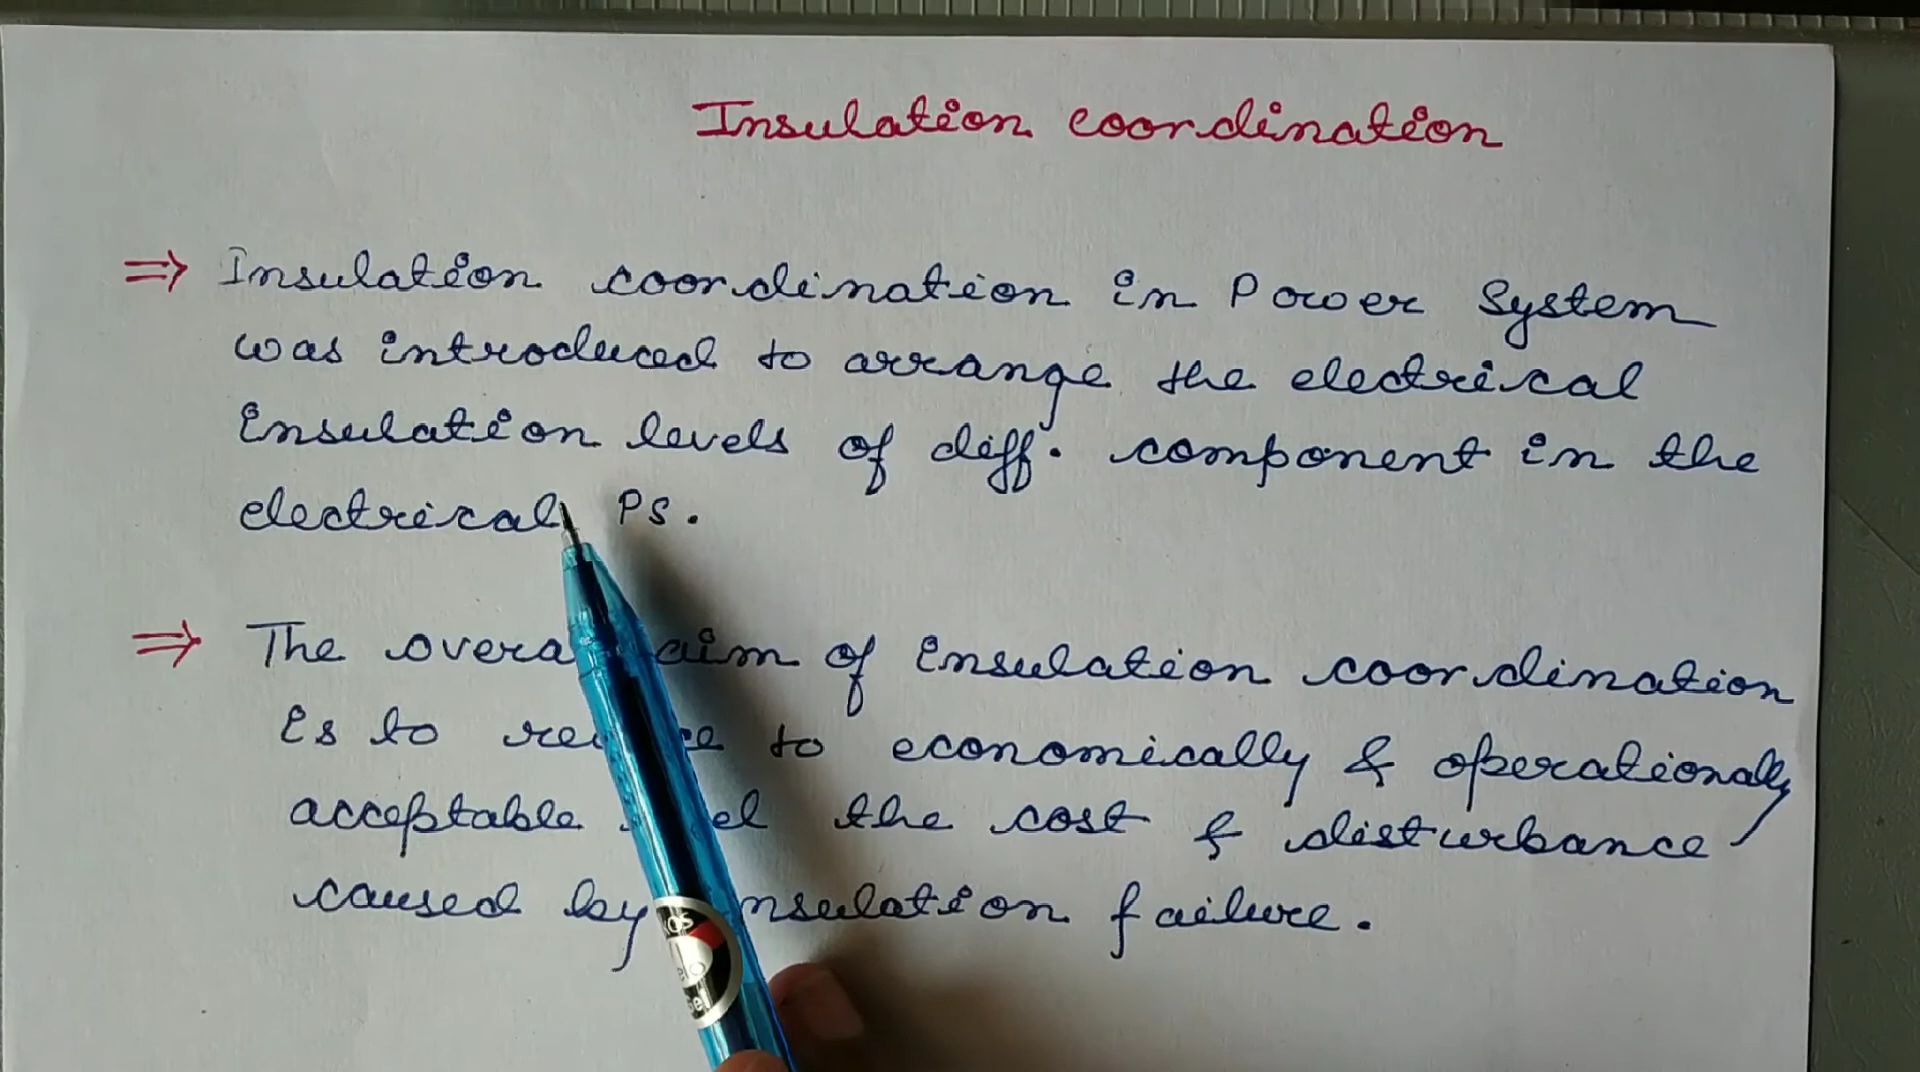 Insulation coordination
⇒ Insulation coordination in Power System
was introduced to arrange the electrical
insulation levels of diff. component in the
electrical PS.
⇒ The overa aim of insulation coordination
is to to economically & operationally
acceptable the cost & disturbance
caused by nsulation failure.